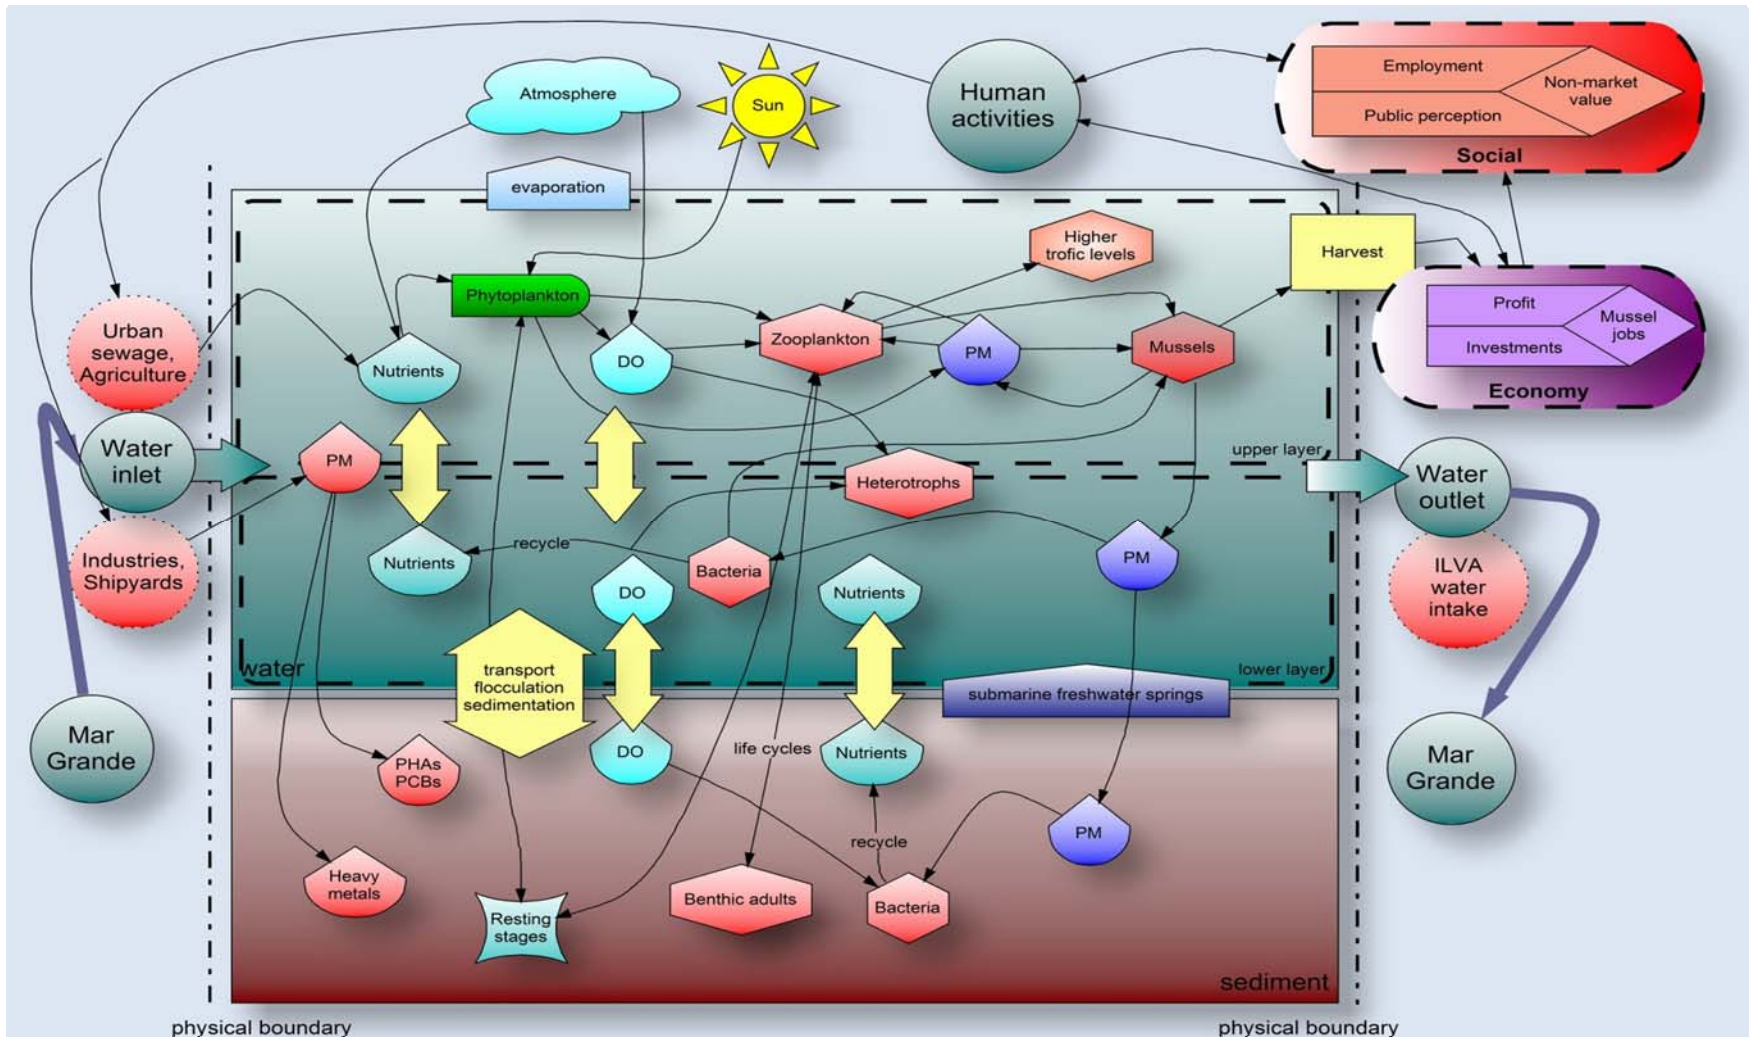 Atmosphere
Sun
Human
activities
Employment
Public perception
Non-market
value
Social
evaporation
Higher
trofic levels
Harvest
Phytoplankton
Urban
sewage,
Agriculture
Nutrients
DO
Zooplankton
PM
Mussels
Profit
Investments
Mussel
jobs
Economy
Water
inlet
PM
upper layer
Heterotrophs
Water
outlet
Industries,
Shipyards
Nutrients
recycle
Bacteria
DO
Nutrients
PM
ILVA
water
intake
water
transport
flocculation
sedimentation
lower layer
submarine freshwater springs
Mar
Grande
PHAs
PCBs
DO
life cycles
Nutrients
Mar
Grande
PM
recycle
Heavy
metals
Resting
stages
Benthic adults
Bacteria
sediment
physical boundary
physical boundary